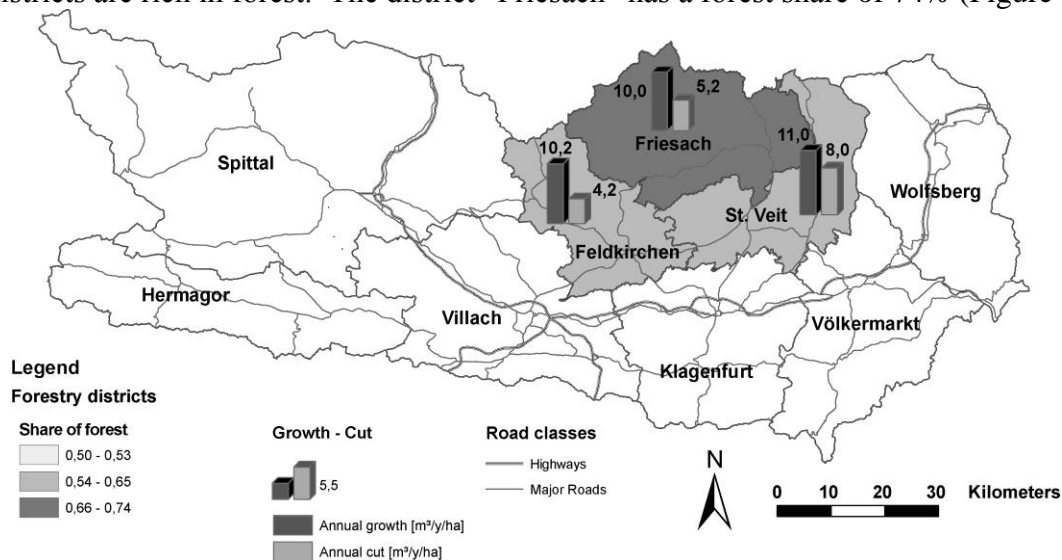 districts are rich in forest. The district "Friesach" has a forest share of 74% (Figure
10,0
5,2
Friesach
11,0
8,0
10,2
4,2
Spittal
St. Veit
Wolfsberg
Feldkirchen
Hermagor
Villach
Völkermarkt
Klagenfurt
Legend
Forestry districts
Share of forest
0,50 - 0,53
0,54 - 0,65
0,66 - 0,74
Growth - Cut
5,5
Annual growth [m³/y/ha]
Annual cut [m³/y/ha]
Road classes
Highways
Major Roads
N
0 10 20 30 Kilometers